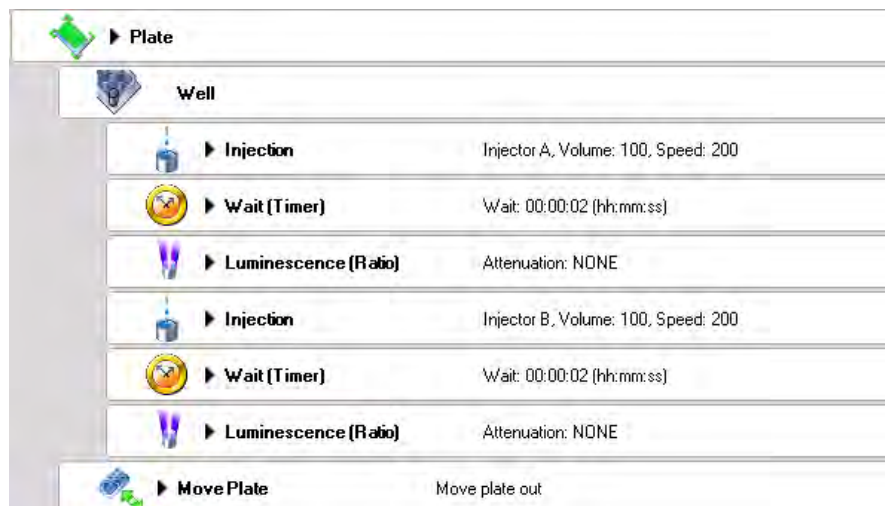 Plate
Well
Injection Injector A, Volume: 100, Speed: 200
Wait (Timer) Wait: 00:00:02 (hh:mm:ss)
Luminescence (Ratio) Attenuation: NONE
Injection Injector B, Volume: 100, Speed: 200
Wait (Timer) Wait: 00:00:02 (hh:mm:ss)
Luminescence (Ratio) Attenuation: NONE
Move Plate Move plate out